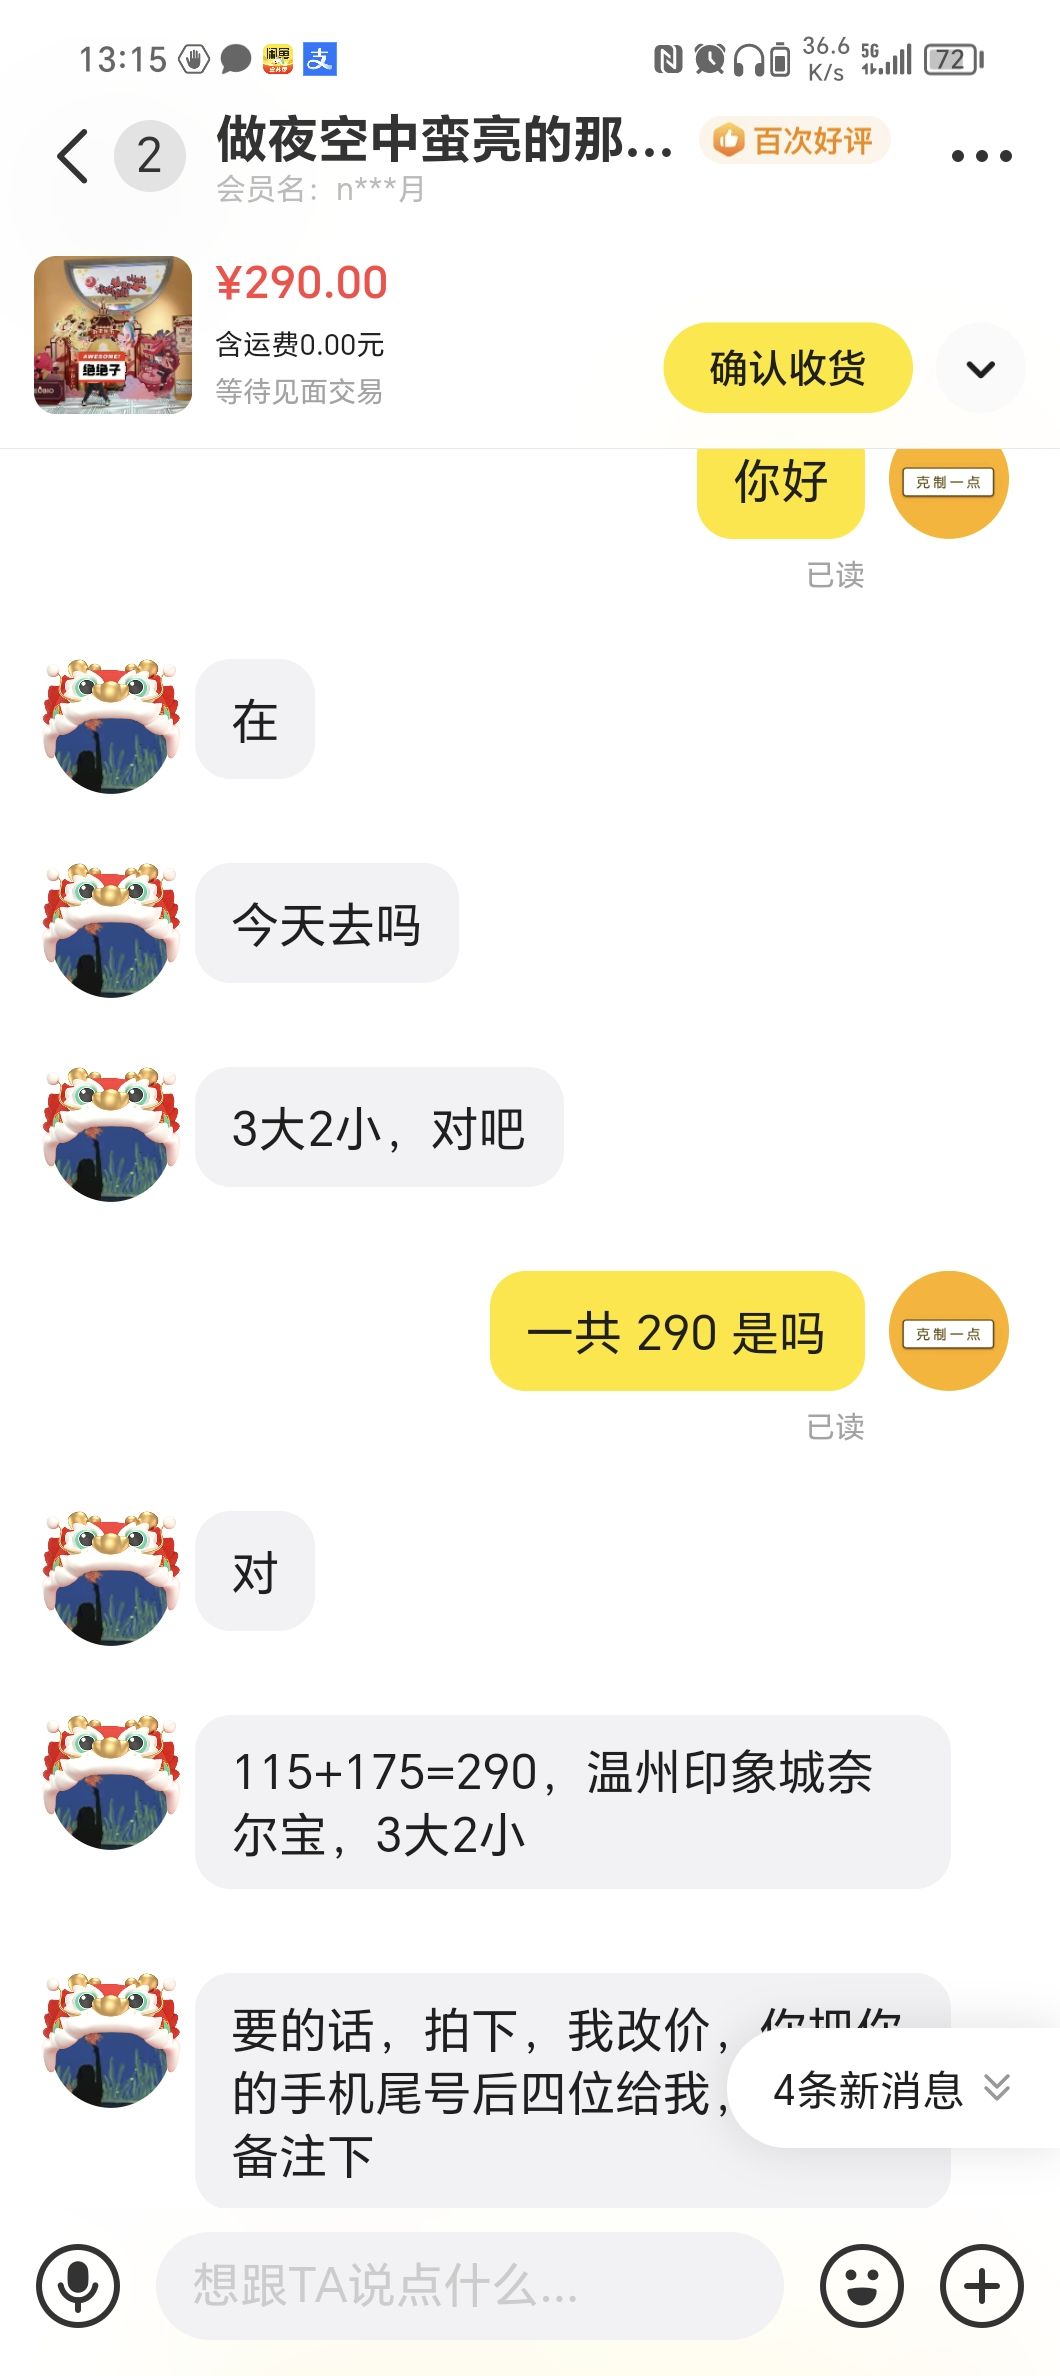 13:15
36.6
K/s
5G
72
2
做夜空中蛮亮的那...
百次好评
会员名：n***月
¥290.00
含运费0.00元
等待见面交易
确认收货
AWESOME!
绝绝子
你好
克制一点
已读
在
今天去吗
3大2小，对吧
一共 290 是吗
克制一点
已读
对
115+175=290，温州印象城奈
尔宝，3大2小
要的话，拍下，我改价，你把你
的手机尾号后四位给我，
备注下
4条新消息
想跟TA说点什么...